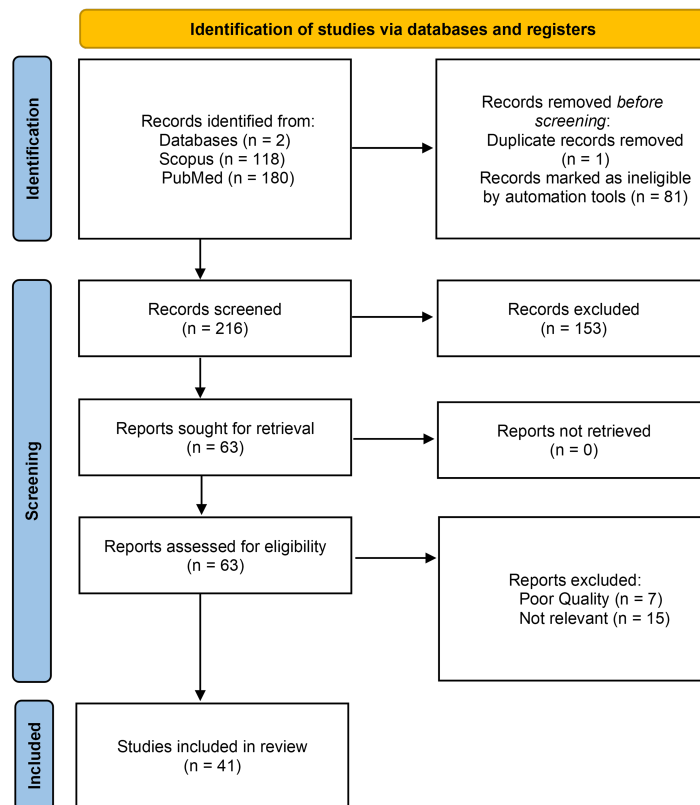 Identification of studies via databases and registers
Identification
Records identified from:
Databases (n = 2)
Scopus (n = 118)
PubMed (n = 180)
Records removed before
screening:
Duplicate records removed
(n = 1)
Records marked as ineligible
by automation tools (n = 81)
Screening
Records screened
(n = 216)
Records excluded
(n = 153)
Reports sought for retrieval
(n = 63)
Reports not retrieved
(n = 0)
Reports assessed for eligibility
(n = 63)
Reports excluded:
Poor Quality (n = 7)
Not relevant (n = 15)
Included
Studies included in review
(n = 41)